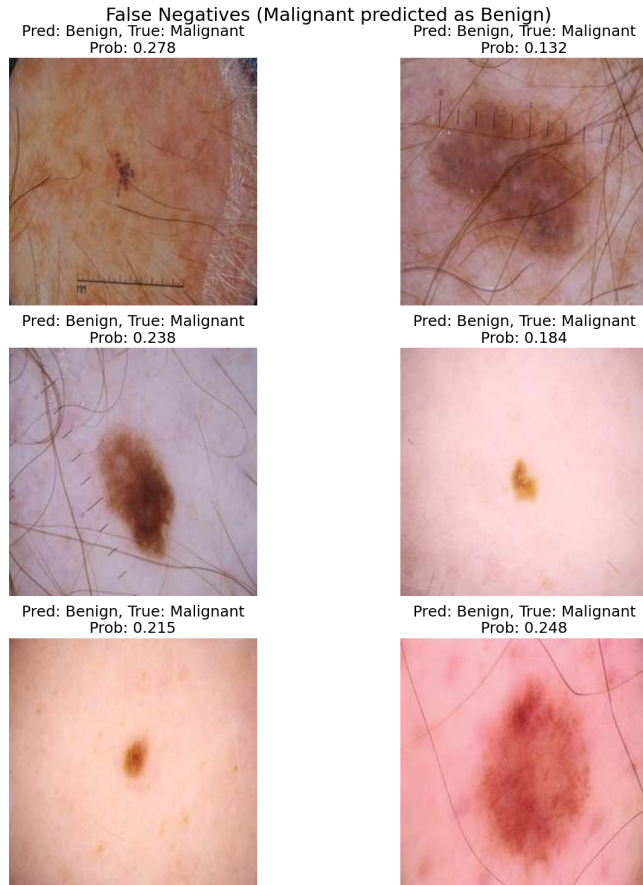 False Negatives (Malignant predicted as Benign)
Pred: Benign, True: Malignant
Prob: 0.278
Pred: Benign, True: Malignant
Prob: 0.132
MM
Pred: Benign, True: Malignant
Prob: 0.238
Pred: Benign, True: Malignant
Prob: 0.184
Pred: Benign, True: Malignant
Prob: 0.215
Pred: Benign, True: Malignant
Prob: 0.248